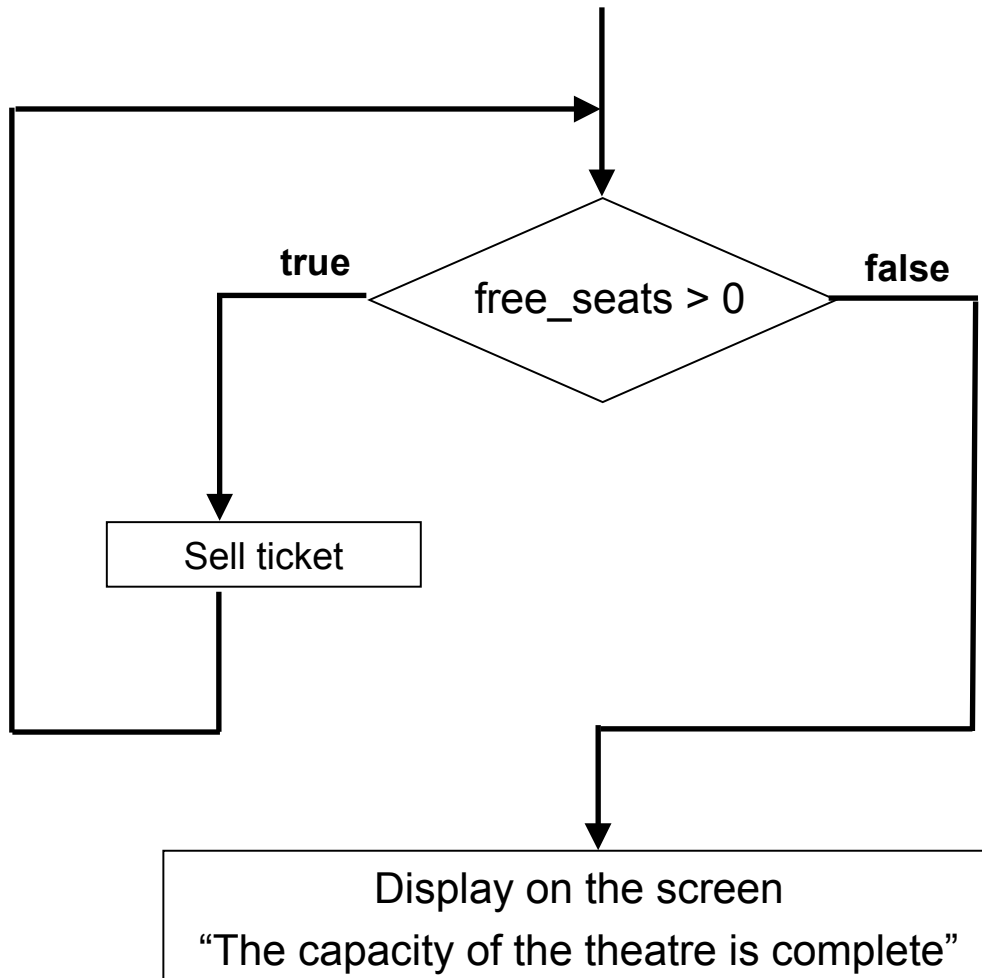 true
false
free_seats > 0
Sell ticket
Display on the screen
“The capacity of the theatre is complete”